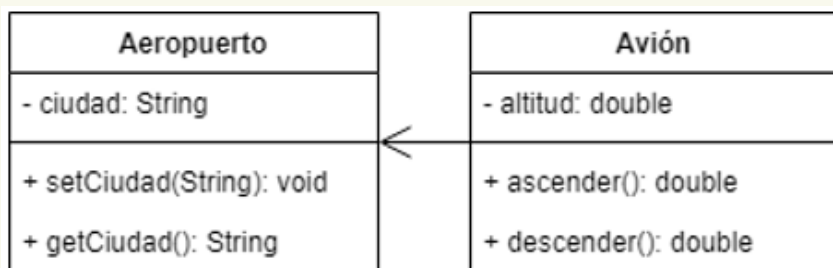 Aeropuerto
- ciudad: String
+ setCiudad(String): void
+ getCiudad(): String
Avión
- altitud: double
+ ascender(): double
+ descender(): double